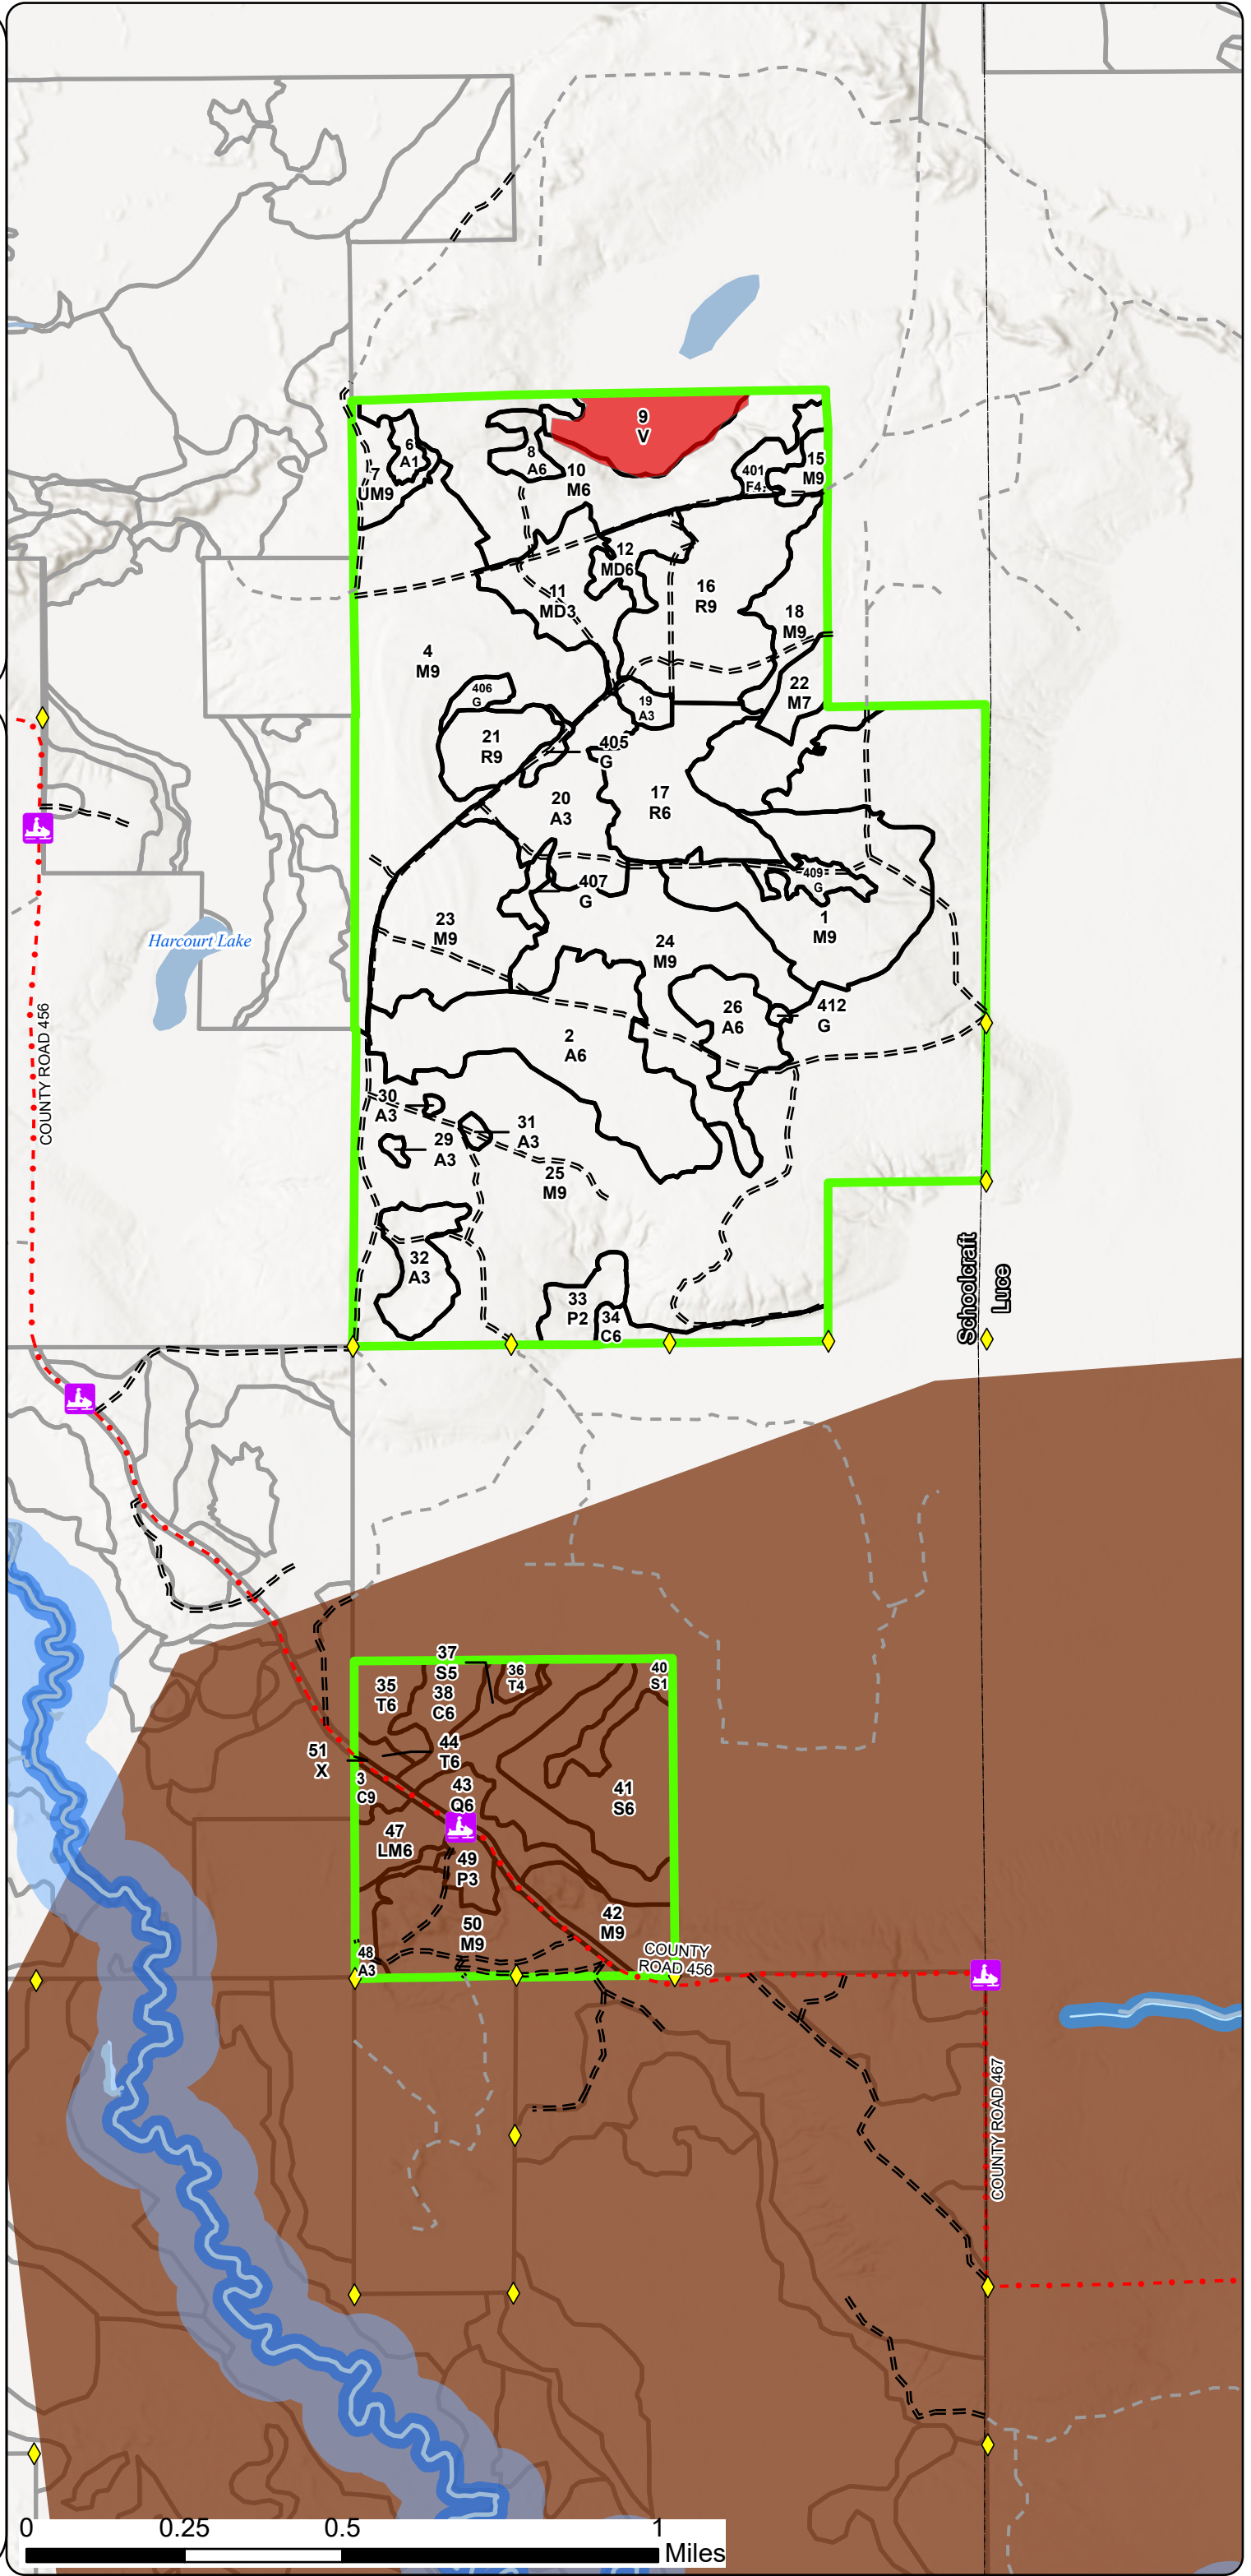 9
V
6
A1
8
A6
10
M6
7
UM9
401
F4
15
M9
12
MD6
11
MD3
16
R9
18
M9
4
M9
406
G
19
A3
22
M7
21
R9
405
G
20
A3
17
R6
407
G
409
G
1
M9
23
M9
24
M9
Harcourt Lake
26
A6
412
G
2
A6
COUNTY ROAD 456
30
A3
31
A3
29
A3
25
M9
32
A3
33
P2
34
C6
Schoolcraft
Luce
37
S5
36
T4
40
S1
35
T6
38
C6
44
T6
51
X
3
C9
43
Q6
41
S6
47
LM6
49
P3
50
M9
42
M9
48
A3
COUNTY
ROAD 456
COUNTY ROAD 467
0 0.25 0.5 1
Miles